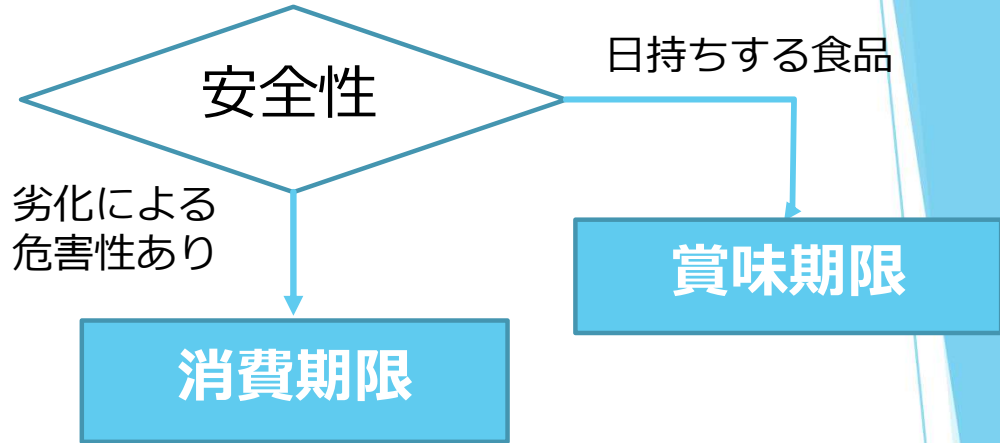 安全性
日持ちする食品
劣化による
危害性あり
賞味期限
消費期限